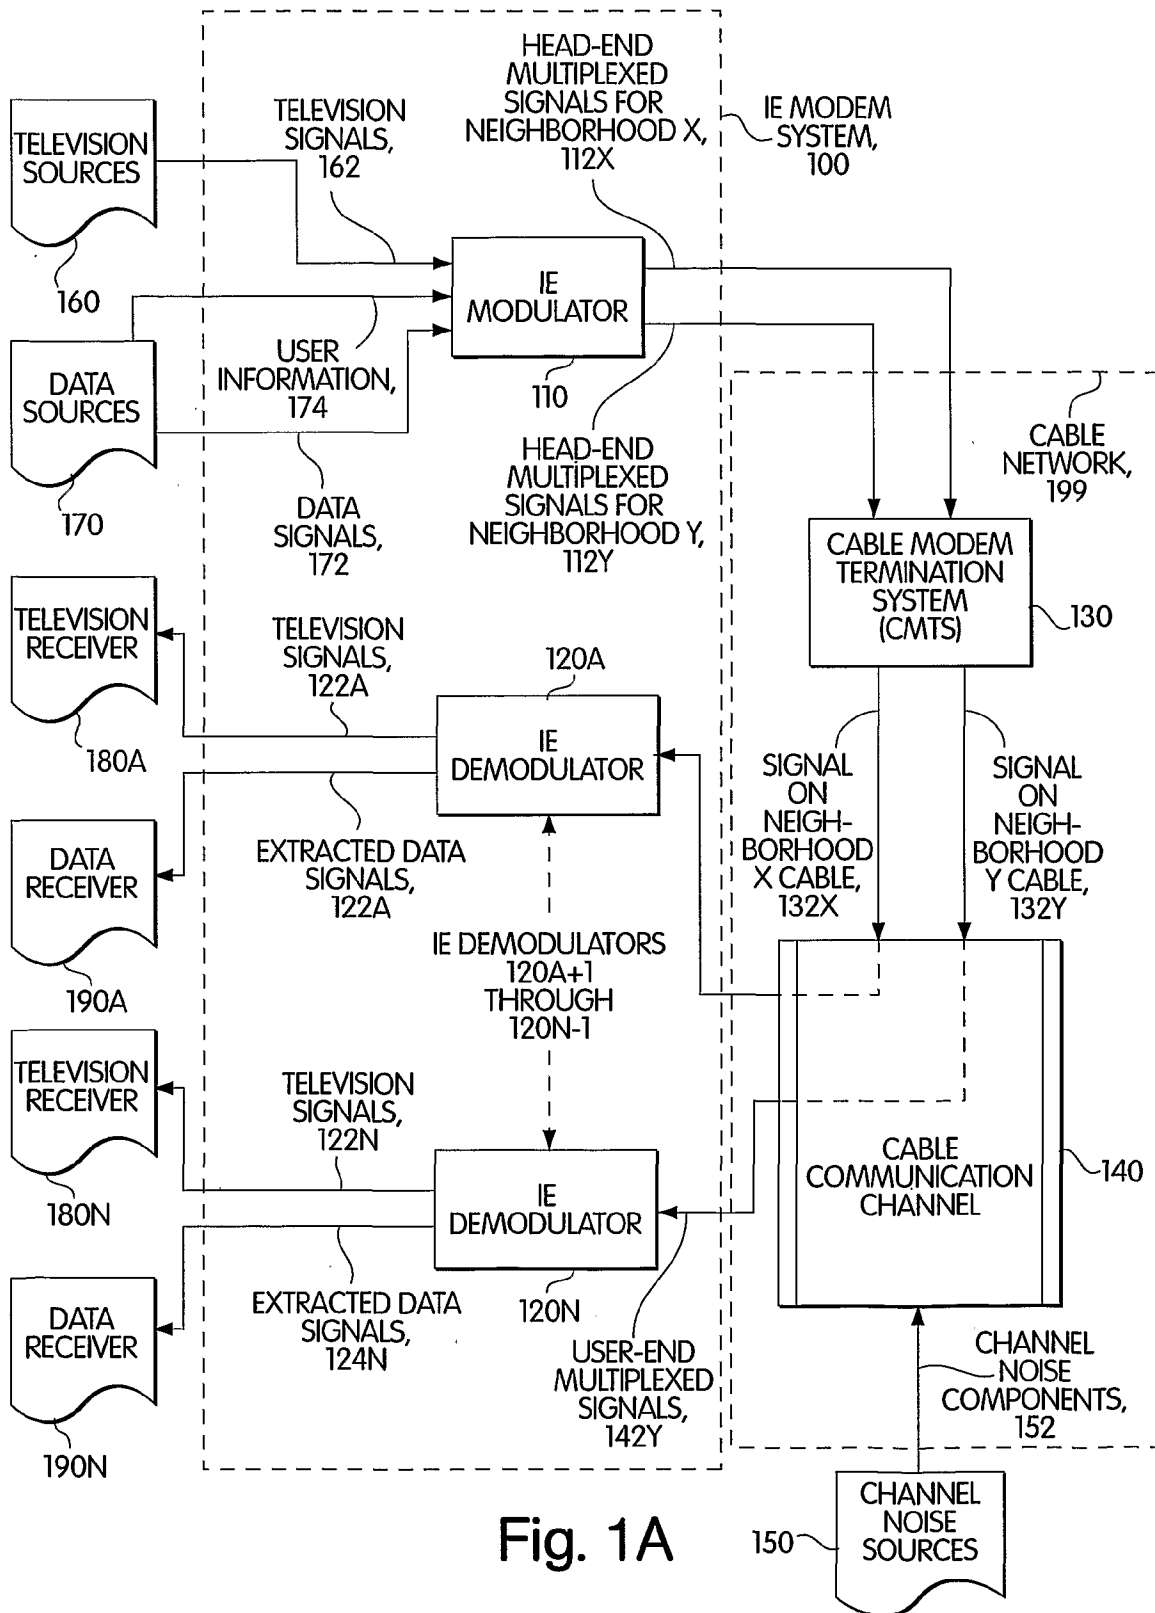 HEAD-END
MULTIPLEXED
SIGNALS FOR
NEIGHBORHOOD X,
112X
TELEVISION
SIGNALS,
162
IE MODEM
SYSTEM,
100
TELEVISION
SOURCES
160
IE
MODULATOR
110
USER
INFORMATION,
174
DATA
SOURCES
170
DATA
SIGNALS,
172
HEAD-END
MULTIPLEXED
SIGNALS FOR
NEIGHBORHOOD Y,
112Y
CABLE
NETWORK,
199
CABLE MODEM
TERMINATION
SYSTEM
(CMTS)
130
TELEVISION
RECEIVER
180A
TELEVISION
SIGNALS,
122A
120A
IE
DEMODULATOR
SIGNAL
ON
NEIGH-
BORHOOD
X CABLE,
132X
SIGNAL
ON
NEIGH-
BORHOOD
Y CABLE,
132Y
DATA
RECEIVER
190A
EXTRACTED DATA
SIGNALS,
122A
IE DEMODULATORS
120A+1
THROUGH
120N-1
TELEVISION
RECEIVER
180N
TELEVISION
SIGNALS,
122N
IE
DEMODULATOR
120N
CABLE
COMMUNICATION
CHANNEL
140
DATA
RECEIVER
190N
EXTRACTED DATA
SIGNALS,
124N
USER-END
MULTIPLEXED
SIGNALS,
142Y
CHANNEL
NOISE
COMPONENTS,
152
CHANNEL
NOISE
SOURCES
150
Fig. 1A